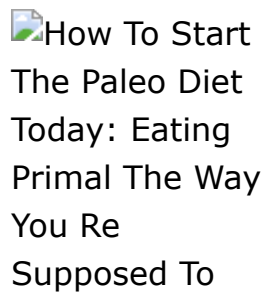 How To Start
The Paleo Diet
Today: Eating
Primal The Way
You Re
Supposed To